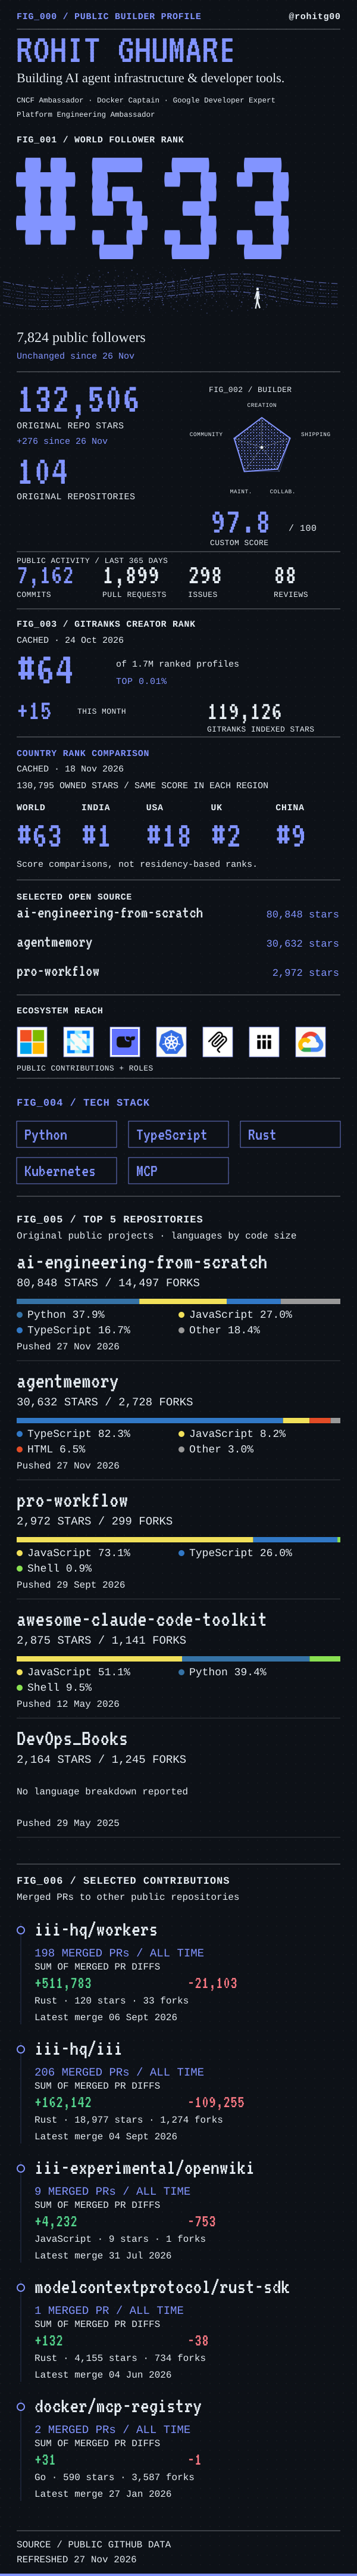 FIG_000 / PUBLIC BUILDER PROFILE @rohitg00
ROHIT GHUMARE
Building AI agent infrastructure & developer tools.
CNCF Ambassador · Docker Captain · Google Developer Expert
Platform Engineering Ambassador
FIG_001 / WORLD FOLLOWER RANK
#533
7,824 public followers
Unchanged since 26 Nov
132,506
ORIGINAL REPO STARS
+276 since 26 Nov
104
ORIGINAL REPOSITORIES
FIG_002 / BUILDER
CREATION
COMMUNITY
SHIPPING
MAINT.
COLLAB.
97.8 / 100
CUSTOM SCORE
PUBLIC ACTIVITY / LAST 365 DAYS
7,162 1,899 298 88
COMMITS PULL REQUESTS ISSUES REVIEWS
FIG_003 / GITRANKS CREATOR RANK
CACHED · 24 Oct 2026
#64
of 1.7M ranked profiles
TOP 0.01%
+15 THIS MONTH
119,126
GITRANKS INDEXED STARS
COUNTRY RANK COMPARISON
CACHED · 18 Nov 2026
130,795 OWNED STARS / SAME SCORE IN EACH REGION
WORLD INDIA USA UK CHINA
#63 #1 #18 #2 #9
Score comparisons, not residency-based ranks.
SELECTED OPEN SOURCE
ai-engineering-from-scratch 80,848 stars
agentmemory 30,632 stars
pro-workflow 2,972 stars
ECOSYSTEM REACH
iii
PUBLIC CONTRIBUTIONS + ROLES
FIG_004 / TECH STACK
Python TypeScript Rust
Kubernetes MCP
FIG_005 / TOP 5 REPOSITORIES
Original public projects · languages by code size
ai-engineering-from-scratch
80,848 STARS / 14,497 FORKS
Python 37.9% JavaScript 27.0%
TypeScript 16.7% Other 18.4%
Pushed 27 Nov 2026
agentmemory
30,632 STARS / 2,728 FORKS
TypeScript 82.3% JavaScript 8.2%
HTML 6.5% Other 3.0%
Pushed 27 Nov 2026
pro-workflow
2,972 STARS / 299 FORKS
JavaScript 73.1% TypeScript 26.0%
Shell 0.9%
Pushed 29 Sept 2026
awesome-claude-code-toolkit
2,875 STARS / 1,141 FORKS
JavaScript 51.1% Python 39.4%
Shell 9.5%
Pushed 12 May 2026
DevOps_Books
2,164 STARS / 1,245 FORKS
No language breakdown reported
Pushed 29 May 2025
FIG_006 / SELECTED CONTRIBUTIONS
Merged PRs to other public repositories
iii-hq/workers
198 MERGED PRs / ALL TIME
SUM OF MERGED PR DIFFS
+511,783 -21,103
Rust · 120 stars · 33 forks
Latest merge 06 Sept 2026
iii-hq/iii
206 MERGED PRs / ALL TIME
SUM OF MERGED PR DIFFS
+162,142 -109,255
Rust · 18,977 stars · 1,274 forks
Latest merge 04 Sept 2026
iii-experimental/openwiki
9 MERGED PRs / ALL TIME
SUM OF MERGED PR DIFFS
+4,232 -753
JavaScript · 9 stars · 1 forks
Latest merge 31 Jul 2026
modelcontextprotocol/rust-sdk
1 MERGED PR / ALL TIME
SUM OF MERGED PR DIFFS
+132 -38
Rust · 4,155 stars · 734 forks
Latest merge 04 Jun 2026
docker/mcp-registry
2 MERGED PRs / ALL TIME
SUM OF MERGED PR DIFFS
+31 -1
Go · 590 stars · 3,587 forks
Latest merge 27 Jan 2026
SOURCE / PUBLIC GITHUB DATA
REFRESHED 27 Nov 2026